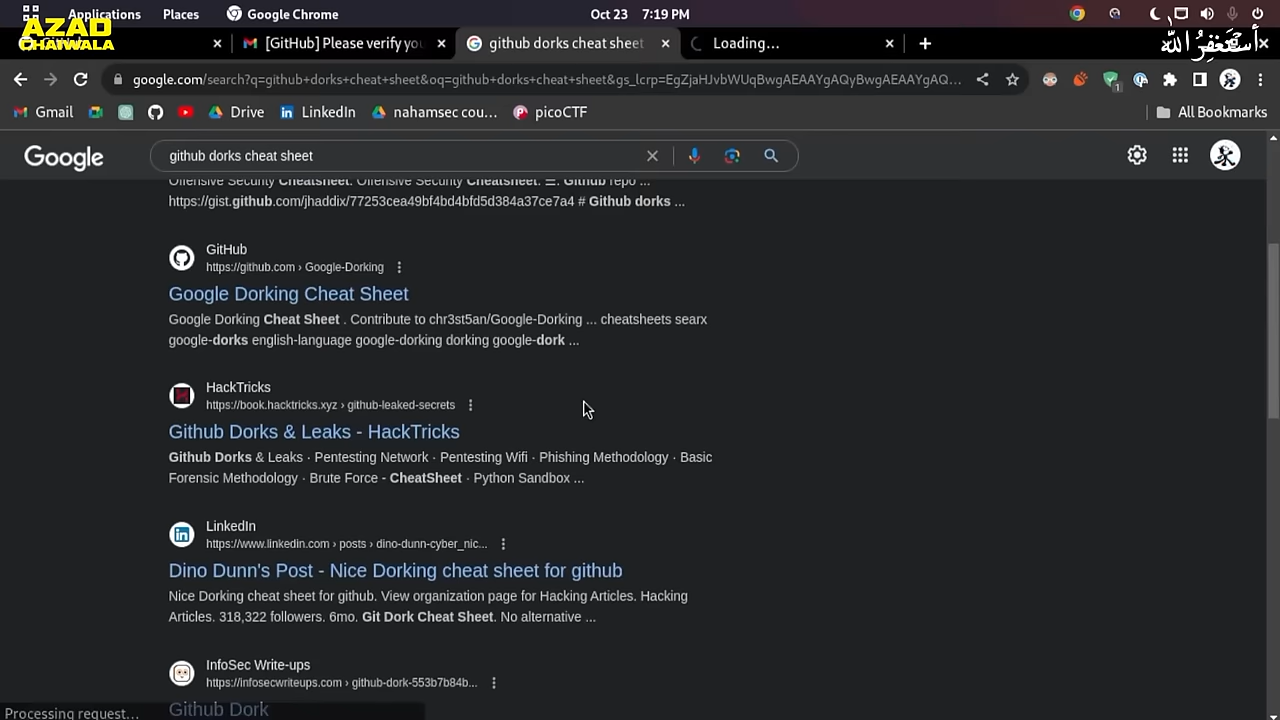 Applications Places Google Chrome Oct 23 7:19 PM
AZAD
CHAIWALA
[GitHub] Please verify yo
github dorks cheat sheet
Loading...
أستغفر الله
google.com/search?q=github+dorks+cheat+sheet&oq=github+dorks+cheat+sheet&gs_lcrp=EgZjaHJvbWUqBwgAEAAYgAQyBwgAEAAYgAQ...
1
Gmail Drive LinkedIn nahamsec cou... picoCTF All Bookmarks
Google
github dorks cheat sheet
Offensive Security Cheatsheet. Offensive Security Cheatsheet. ☰. Github repo ...
https://gist.github.com/jhaddix/77253cea49bf4bd4bfd5d384a37ce7a4 # Github dorks ...
GitHub
https://github.com › Google-Dorking
Google Dorking Cheat Sheet
Google Dorking Cheat Sheet . Contribute to chr3st5an/Google-Dorking ... cheatsheets searx
google-dorks english-language google-dorking dorking google-dork ...
HackTricks
https://book.hacktricks.xyz › github-leaked-secrets
Github Dorks & Leaks - HackTricks
Github Dorks & Leaks · Pentesting Network · Pentesting Wifi · Phishing Methodology · Basic
Forensic Methodology · Brute Force - CheatSheet · Python Sandbox ...
LinkedIn
https://www.linkedin.com › posts › dino-dunn-cyber_nic...
Dino Dunn's Post - Nice Dorking cheat sheet for github
Nice Dorking cheat sheet for github. View organization page for Hacking Articles. Hacking
Articles. 318,322 followers. 6mo. Git Dork Cheat Sheet. No alternative ...
InfoSec Write-ups
https://infosecwriteups.com › github-dork-553b7b84b...
Github Dork
Processing request...